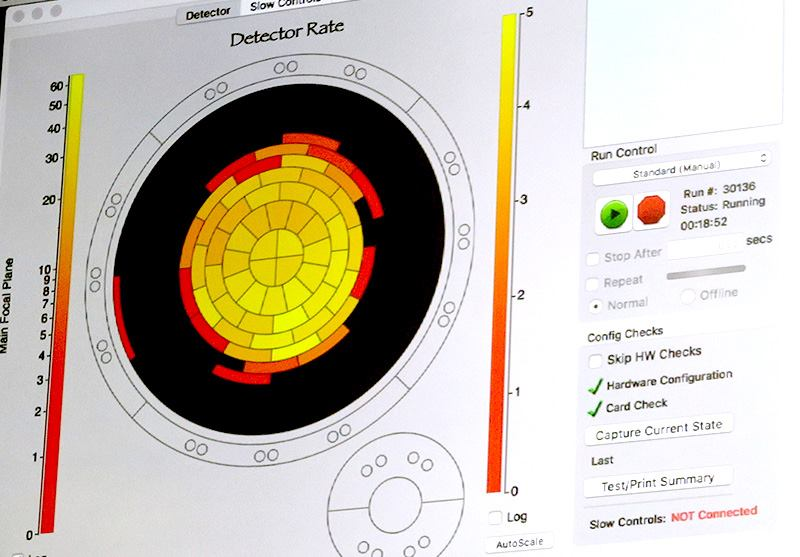 Detector
Slow Controls
Detector Rate
60
50
40
30
20
10
9
8
7
6
5
4
3
2
1
0
Main Focal Plane
5
4
3
2
1
0
Log
AutoScale
Run Control
Standard (Manual)
Run #: 30136
Status: Running
00:18:52
Stop After
secs
Repeat
Normal
Offline
Config Checks
Skip HW Checks
Hardware Configuration
Card Check
Capture Current State
Last
Test/Print Summary
Slow Controls: NOT Connected